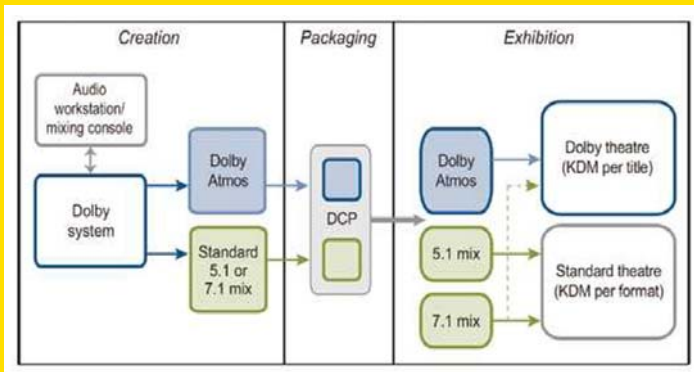 Creation
Packaging
Exhibition
Audio
workstation/
mixing console
Dolby
system
Dolby
Atmos
Standard
5.1 or
7.1 mix
DCP
Dolby
Atmos
5.1 mix
7.1 mix
Dolby theatre
(KDM per title)
Standard theatre
(KDM per format)